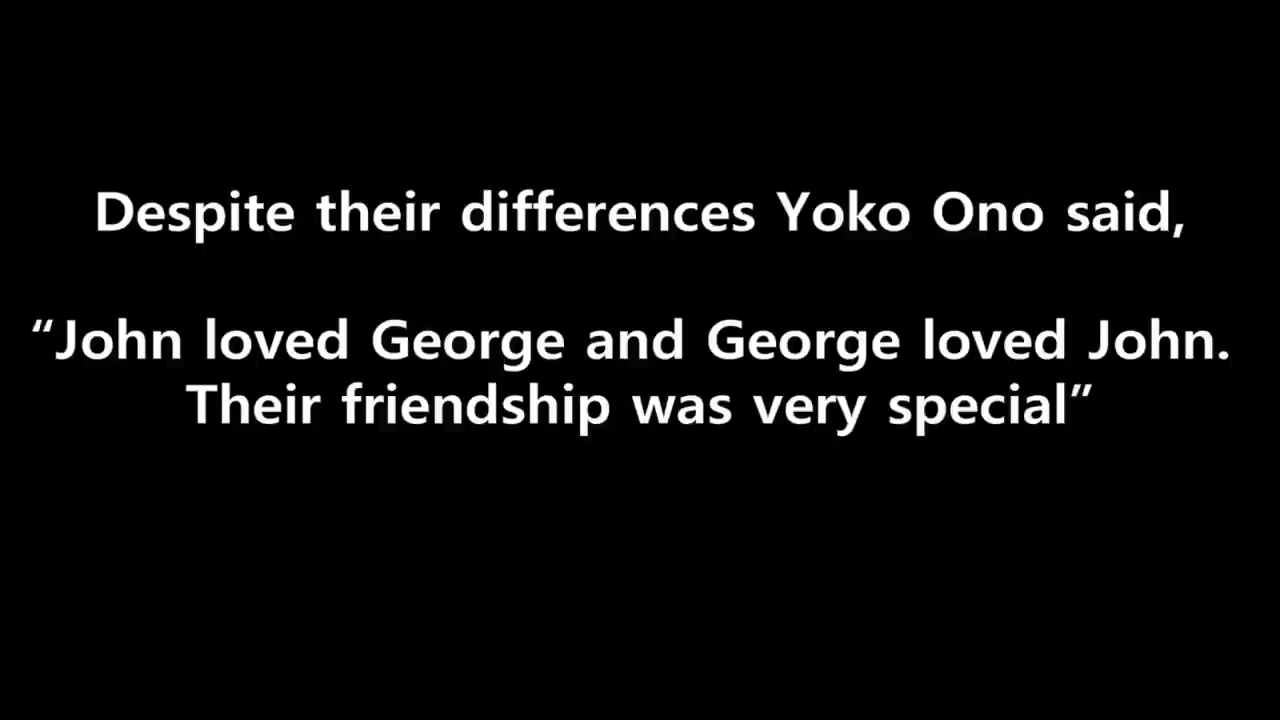 Despite their differences Yoko Ono said,
“John loved George and George loved John.
Their friendship was very special”